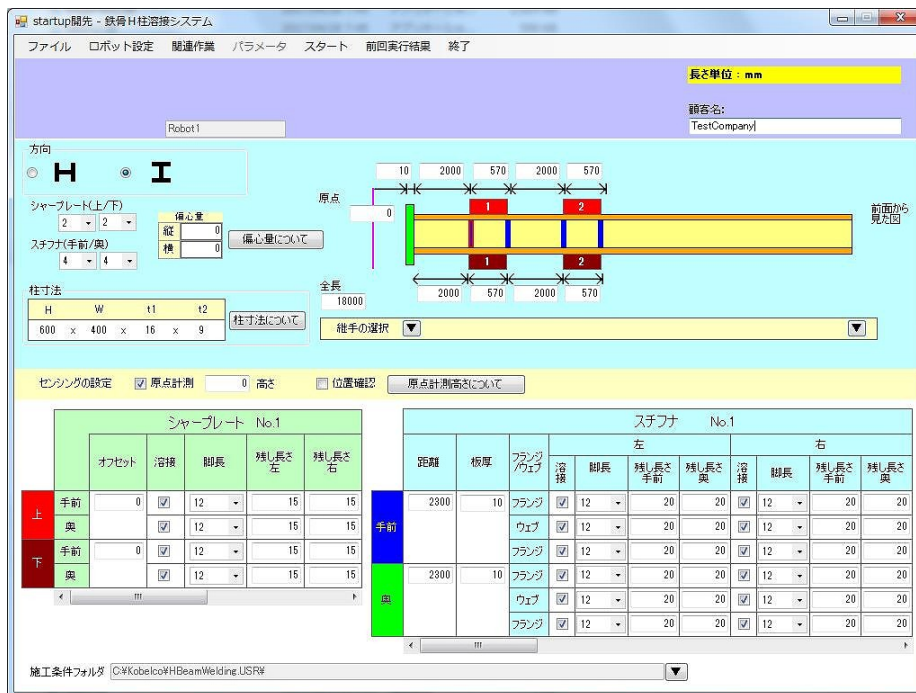 startup開先 - 鉄骨H柱溶接システム
ファイル ロボット設定 関連作業 パラメータ スタート 前回実行結果 終了
長さ単位 : mm
顧客名:
Robot1 TestCompany
方向
H I
10 2000 570 2000 570
原点 0
1 2
前面から
見た図
シャープレート(上/下)
2 2
偏心量
縦 0
横 0
偏心量について
スチフナ(手前/奥)
4 4
1 2
2000 570 2000 570
全長
18000
柱寸法
H W t1 t2
600 x 400 x 16 x 9
柱寸法について
継手の選択
センシングの設定 原点計測 0 高さ 位置確認 原点計測高さについて
シャープレート No.1
オフセット 溶接 脚長 残し長さ左 残し長さ右
上 手前 0 12 15 15
奥 12 15 15
下 手前 0 12 15 15
奥 12 15 15
スチフナ No.1
左 右
距離 板厚 フランジ/ウェブ 溶接 脚長 残し長さ手前 残し長さ奥 溶接 脚長 残し長さ手前 残し長さ奥
手前 2300 10 フランジ 12 20 20 12 20 20
ウェブ 12 20 20 12 20 20
フランジ 12 20 20 12 20 20
奥 2300 10 フランジ 12 20 20 12 20 20
ウェブ 12 20 20 12 20 20
フランジ 12 20 20 12 20 20
施工条件フォルダ C:¥Kobelco¥HBeamWelding.USR¥